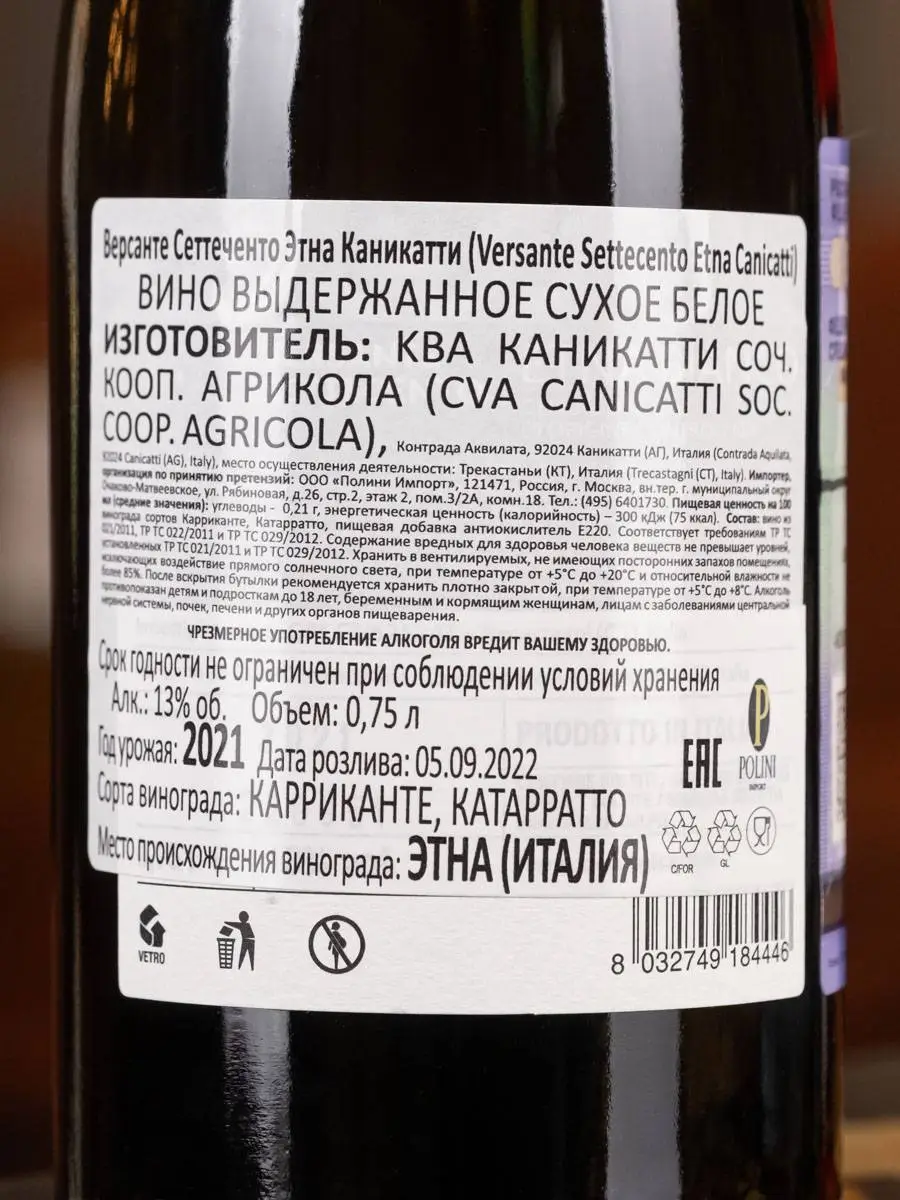 Версанте Сеттеченто Этна Каникатти (Versante Settecento Etna Canicatti)
ВИНО ВЫДЕРЖАННОЕ СУХОЕ БЕЛОЕ
ИЗГОТОВИТЕЛЬ: КВА КАНИКАТТИ СОЧ.
КООП. АГРИКОЛА (CVA CANICATTI SOC.
COOP. AGRICOLA), Контрада Аквилата, 92024 Каникатти (АГ), Италия (Contrada Aquilata,
92024 Canicatti (AG), Italy), место осуществления деятельности: Трекастаньи (КТ), Италия (Trecastagni (CT), Italy). Импортер,
организация по принятию претензий: ООО «Полини Импорт», 121471, Россия, г. Москва, вн.тер. г. муниципальный округ
Очаково-Матвеевское, ул. Рябиновая, д.26, стр.2, этаж 2, пом.3/2А, комн.18. Тел.: (495) 6401730. Пищевая ценность на 100
мл (средние значения): углеводы - 0,21 г, энергетическая ценность (калорийность) – 300 кДж (75 ккал). Состав: вино из
винограда сортов Карриканте, Катарратто, пищевая добавка антиокислитель Е220. Соответствует требованиям ТР ТС
021/2011, ТР ТС 022/2011 и ТР ТС 029/2012. Содержание вредных для здоровья человека веществ не превышает уровней,
установленных ТР ТС 021/2011 и ТР ТС 029/2012. Хранить в вентилируемых, не имеющих посторонних запахов помещениях,
исключающих воздействие прямого солнечного света, при температуре от +5°С до +20°С и относительной влажности не
более 85%. После вскрытия бутылки рекомендуется хранить плотно закрытой, при температуре от +5°С до +8°С. Алкоголь
противопоказан детям и подросткам до 18 лет, беременным и кормящим женщинам, лицам с заболеваниями центральной
нервной системы, почек, печени и других органов пищеварения.
ЧРЕЗМЕРНОЕ УПОТРЕБЛЕНИЕ АЛКОГОЛЯ ВРЕДИТ ВАШЕМУ ЗДОРОВЬЮ.
Срок годности не ограничен при соблюдении условий хранения
Алк.: 13% об. Объем: 0,75 л
Год урожая: 2021 Дата розлива: 05.09.2022
Сорта винограда: КАРРИКАНТЕ, КАТАРРАТТО
Место происхождения винограда: ЭТНА (ИТАЛИЯ)
EAC
P
POLINI
IMPORT
C/FOR
GL
VETRO
8 032749 184446